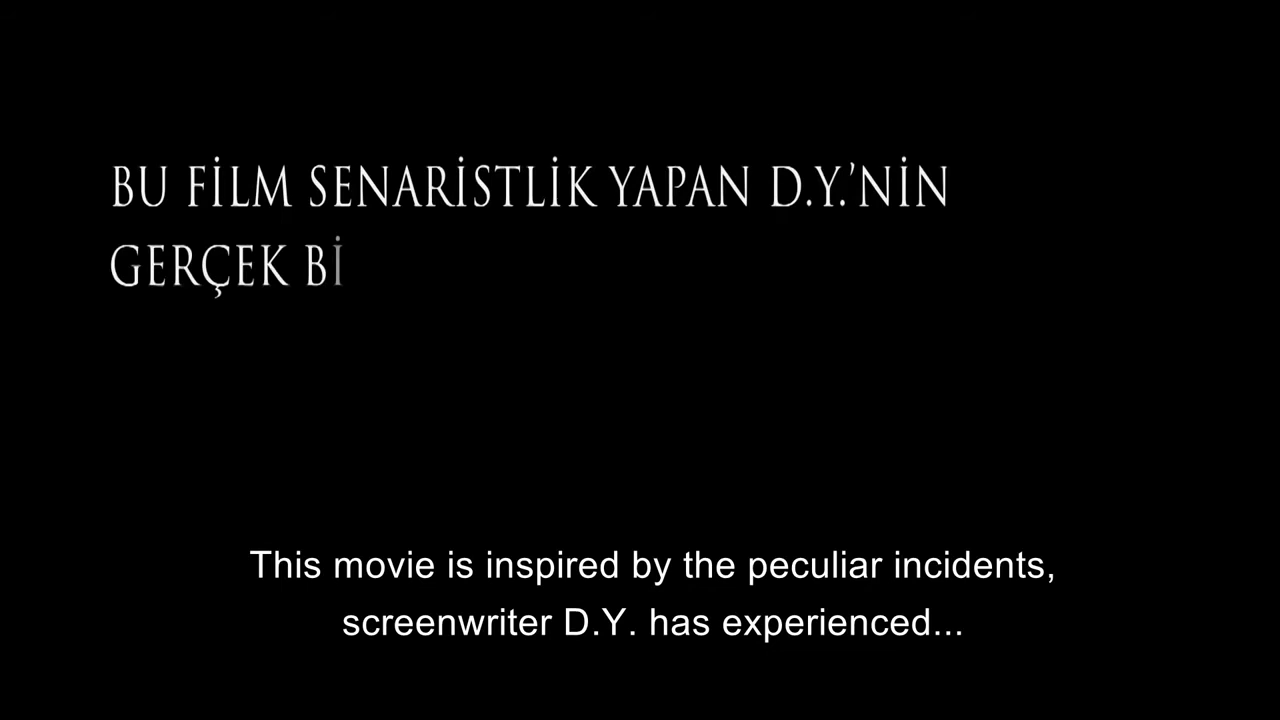 BU FİLM SENARİSTLİK YAPAN D.Y.'NİN
GERÇEK Bİ
This movie is inspired by the peculiar incidents,
screenwriter D.Y. has experienced...